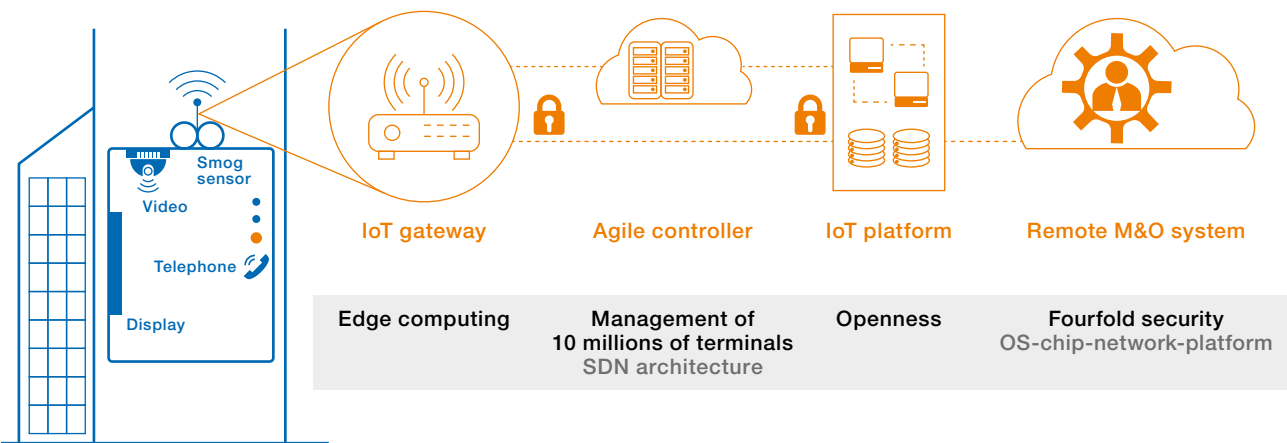 Smog
sensor
Video
Telephone
Display
IoT gateway
Agile controller
IoT platform
Remote M&O system
Edge computing
Management of
10 millions of terminals
SDN architecture
Openness
Fourfold security
OS-chip-network-platform